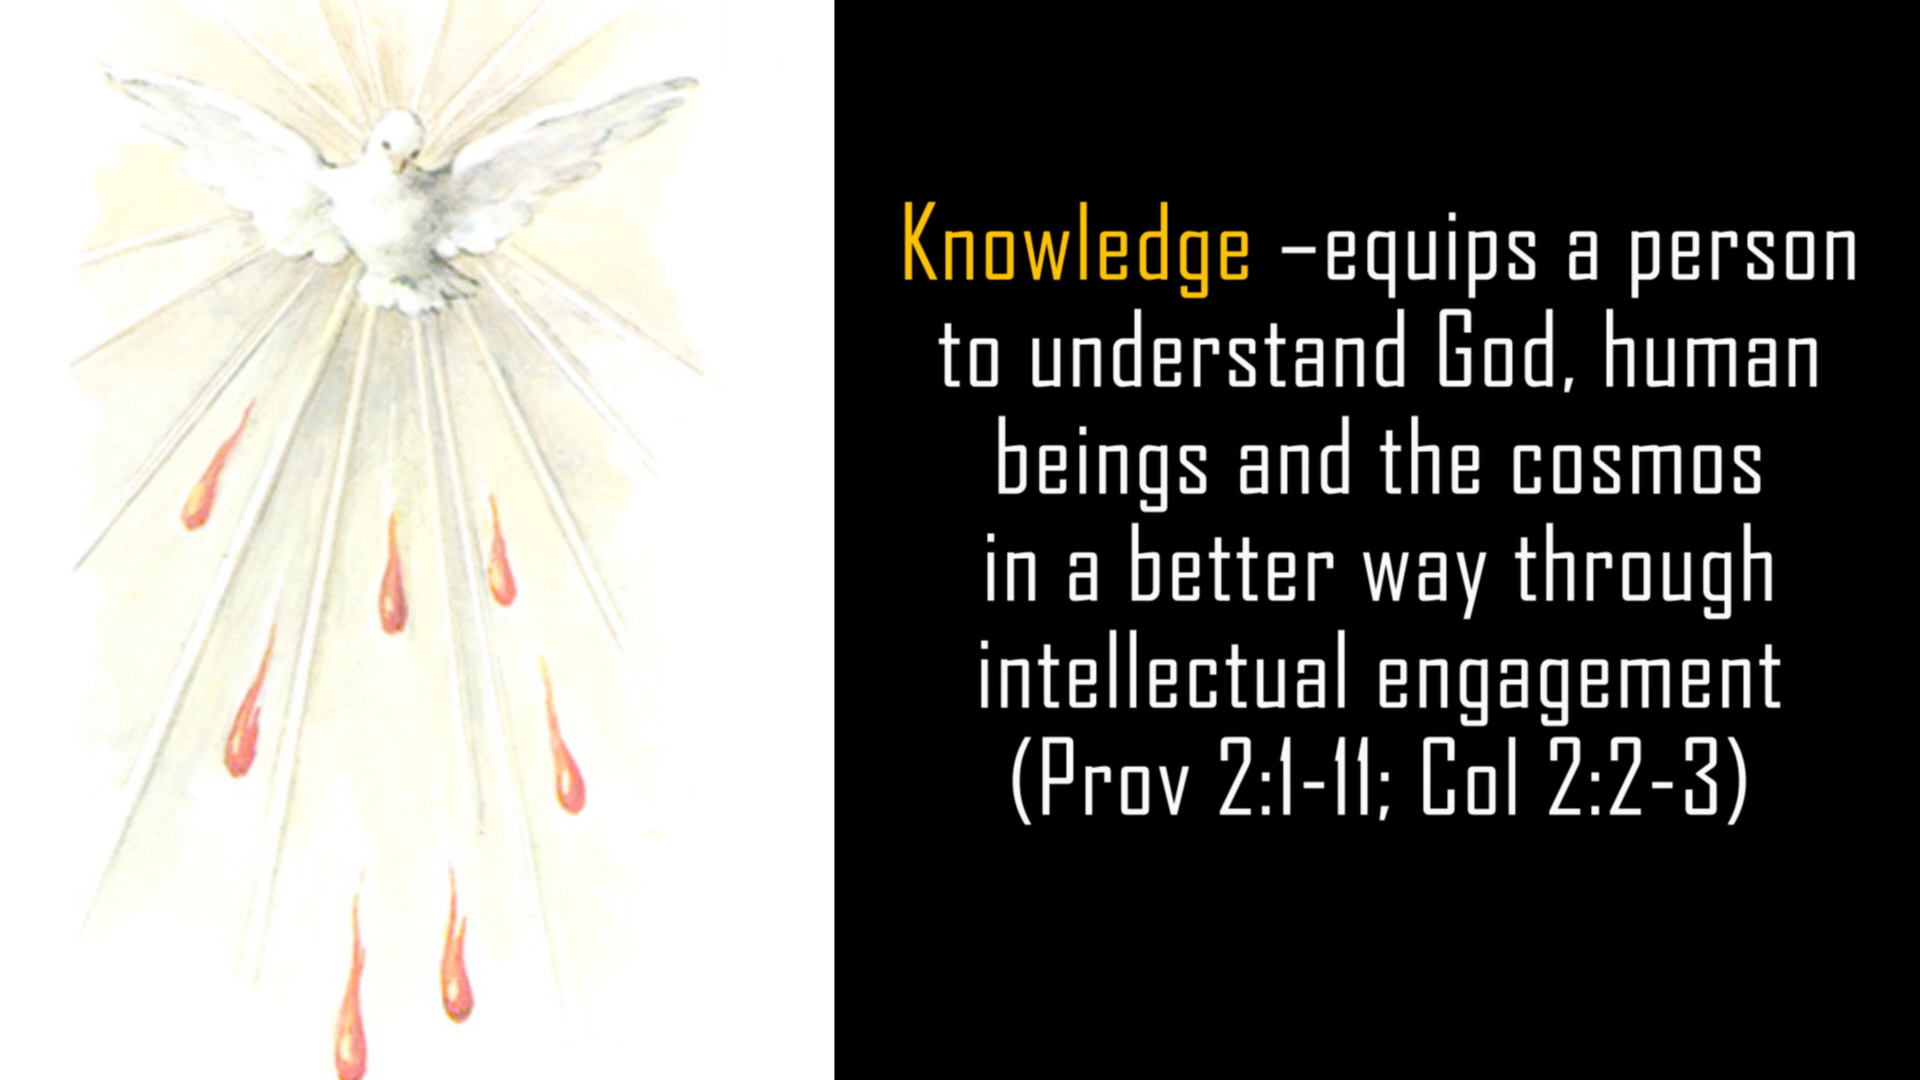 Knowledge –equips a person
to understand God, human
beings and the cosmos
in a better way through
intellectual engagement
(Prov 2:1-11; Col 2:2-3)